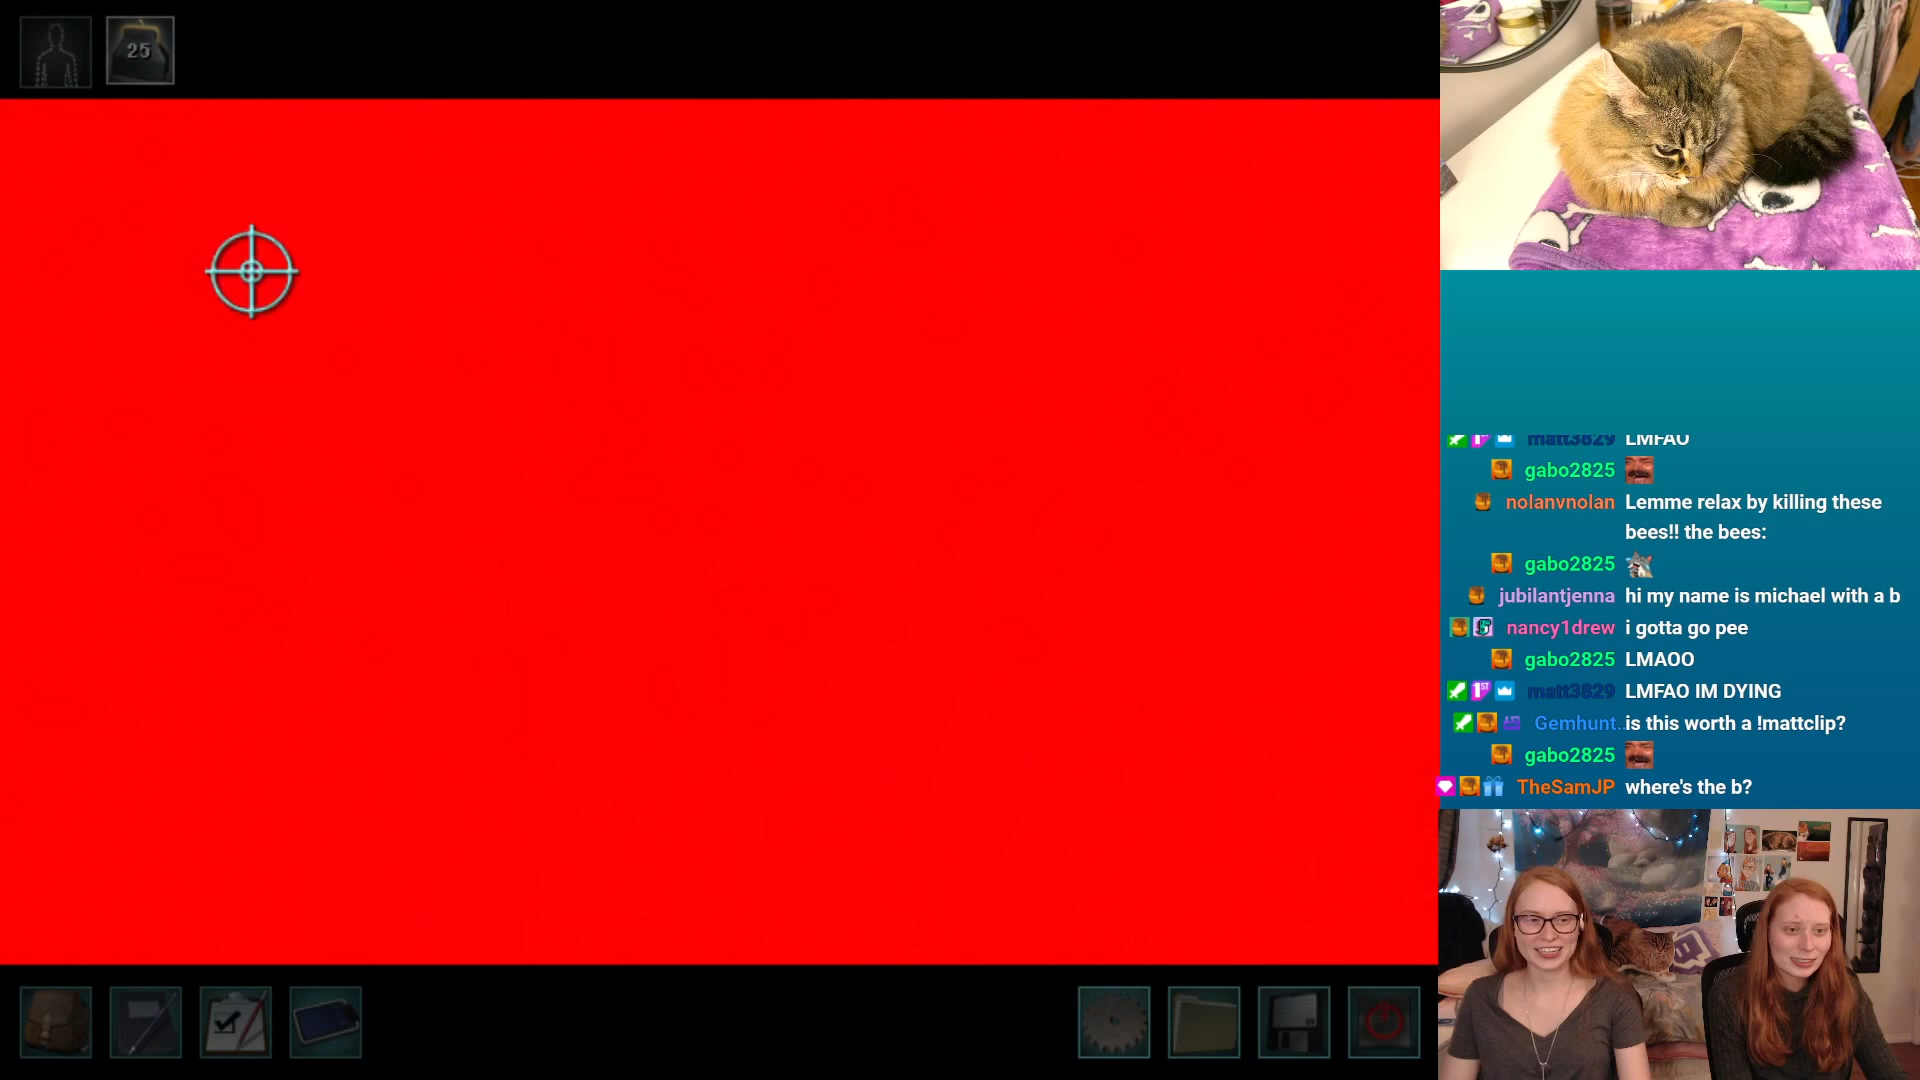 25
matt3829 LMFAO
gabo2825
nolanvnolan Lemme relax by killing these
bees!! the bees:
gabo2825
jubilantjenna hi my name is michael with a b
nancy1drew i gotta go pee
gabo2825 LMAOO
matt3829 LMFAO IM DYING
Gemhunt.. is this worth a !mattclip?
gabo2825
TheSamJP where's the b?